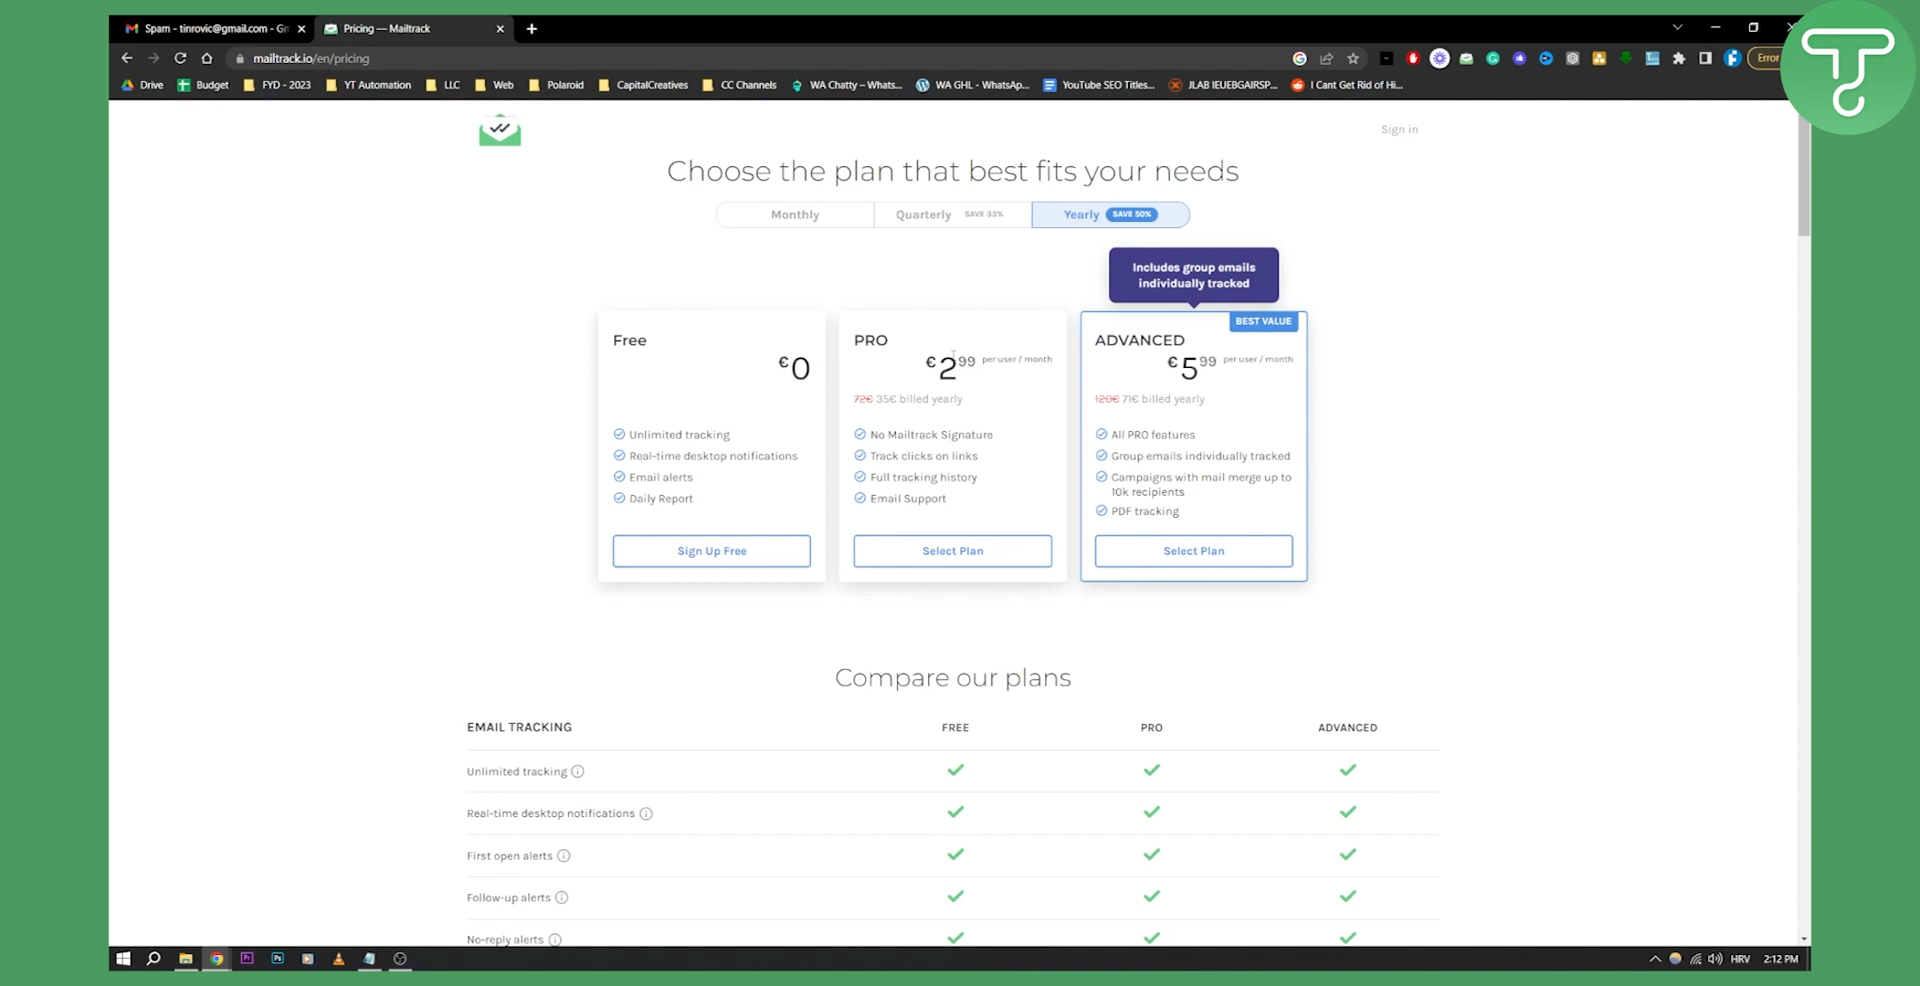 Spam - tinrovic@gmail.com - Gr
Pricing — Mailtrack
mailtrack.io/en/pricing
Error
Drive
Budget
FYD - 2023
YT Automation
LLC
Web
Polaroid
CapitalCreatives
CC Channels
WA Chatty – Whats...
WA GHL - WhatsAp...
YouTube SEO Titles...
JLAB IEUEBGAIRSP...
I Cant Get Rid of Hi...
Sign in
Choose the plan that best fits your needs
Monthly
Quarterly SAVE 33%
Yearly SAVE 50%
Includes group emails
individually tracked
Free
€0
Unlimited tracking
Real-time desktop notifications
Email alerts
Daily Report
Sign Up Free
PRO
€2 99 per user / month
72€ 35€ billed yearly
No Mailtrack Signature
Track clicks on links
Full tracking history
Email Support
Select Plan
BEST VALUE
ADVANCED
€5 99 per user / month
120€ 71€ billed yearly
All PRO features
Group emails individually tracked
Campaigns with mail merge up to
10k recipients
PDF tracking
Select Plan
Compare our plans
EMAIL TRACKING FREE PRO ADVANCED
Unlimited tracking
Real-time desktop notifications
First open alerts
Follow-up alerts
No-reply alerts
Pr
Ps
HRV
2:12 PM